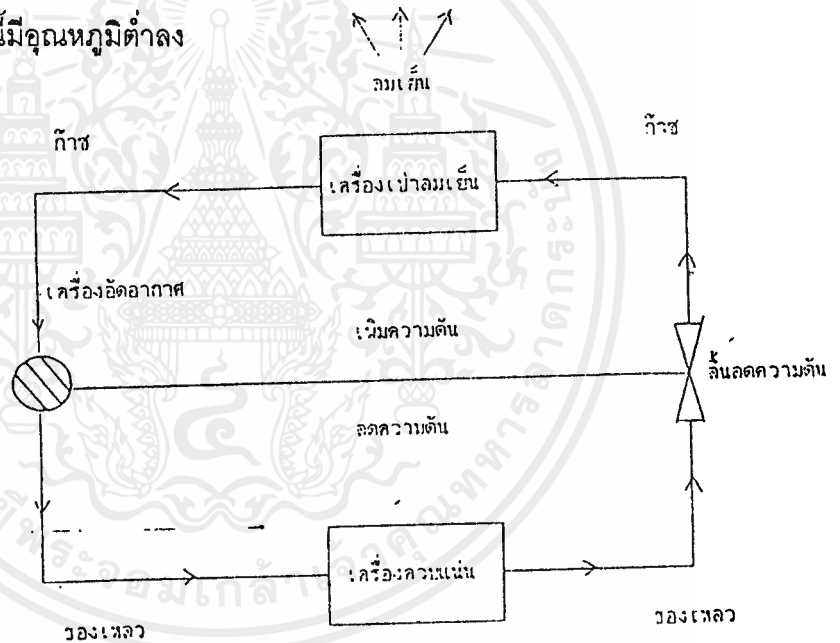 นี้มีอุณหภูมิต่ำลง
ลมเย็น
ก๊าซ
ก๊าซ
เครื่องเป่าลมเย็น
เครื่องอัดอากาศ
เพิ่มความดัน
ลิ้นลดความดัน
ลดความดัน
เครื่องควบแน่น
ของเหลว
ของเหลว